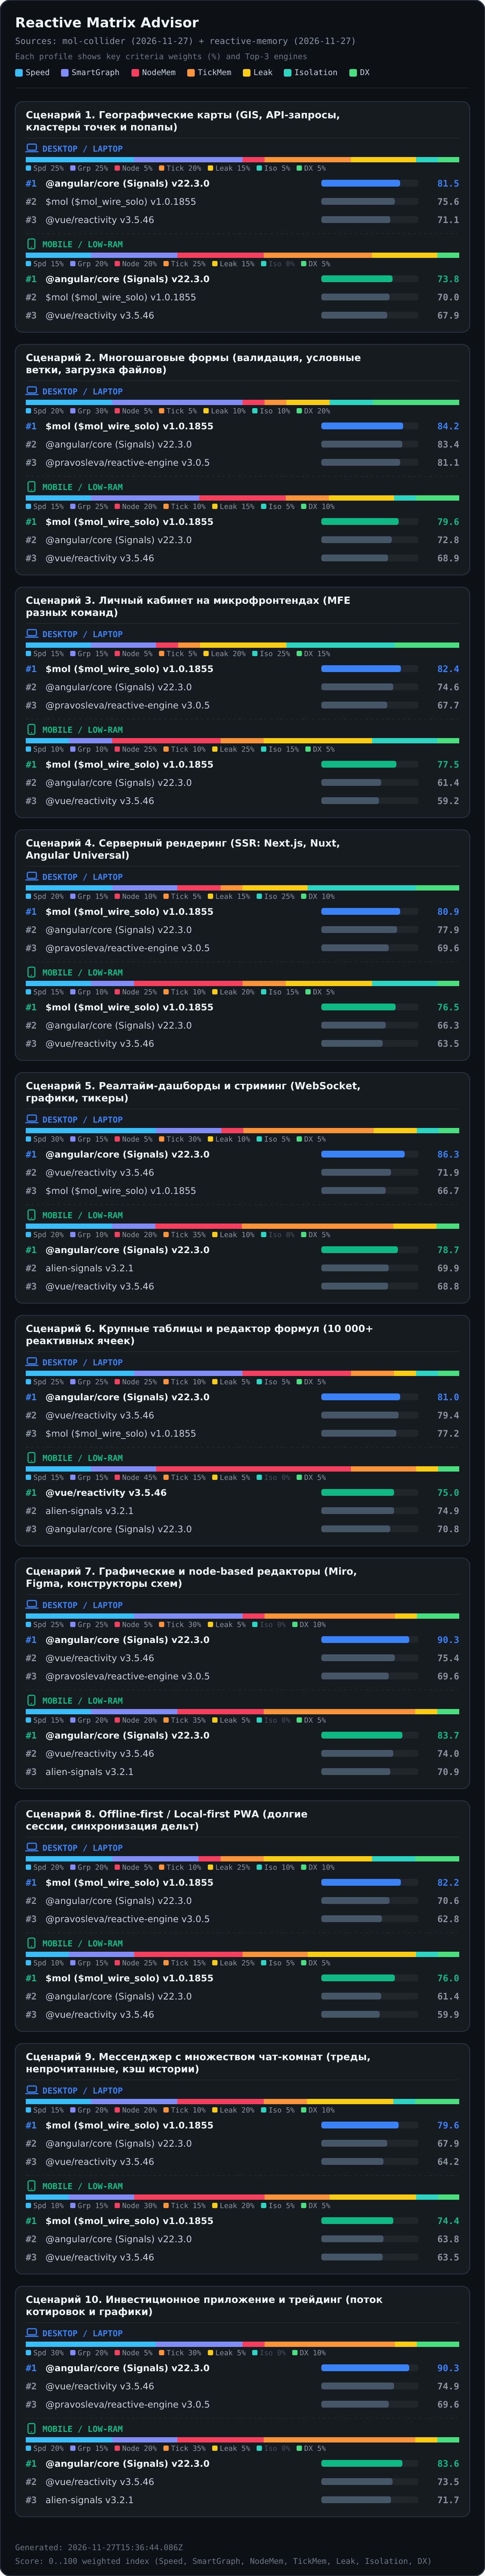 Reactive Matrix Advisor
Sources: mol-collider (2026-11-27) + reactive-memory (2026-11-27)
Each profile shows key criteria weights (%) and Top-3 engines
Speed SmartGraph NodeMem TickMem Leak Isolation DX
Сценарий 1. Географические карты (GIS, API-запросы,
кластеры точек и попапы)
DESKTOP / LAPTOP
Spd 25% Grp 25% Node 5% Tick 20% Leak 15% Iso 5% DX 5%
#1 @angular/core (Signals) v22.3.0 81.5
#2 $mol ($mol_wire_solo) v1.0.1855 75.6
#3 @vue/reactivity v3.5.46 71.1
MOBILE / LOW-RAM
Spd 15% Grp 20% Node 20% Tick 25% Leak 15% Iso 0% DX 5%
#1 @angular/core (Signals) v22.3.0 73.8
#2 $mol ($mol_wire_solo) v1.0.1855 70.0
#3 @vue/reactivity v3.5.46 67.9
Сценарий 2. Многошаговые формы (валидация, условные
ветки, загрузка файлов)
DESKTOP / LAPTOP
Spd 20% Grp 30% Node 5% Tick 5% Leak 10% Iso 10% DX 20%
#1 $mol ($mol_wire_solo) v1.0.1855 84.2
#2 @angular/core (Signals) v22.3.0 83.4
#3 @pravosleva/reactive-engine v3.0.5 81.1
MOBILE / LOW-RAM
Spd 15% Grp 25% Node 20% Tick 10% Leak 15% Iso 5% DX 10%
#1 $mol ($mol_wire_solo) v1.0.1855 79.6
#2 @angular/core (Signals) v22.3.0 72.8
#3 @vue/reactivity v3.5.46 68.9
Сценарий 3. Личный кабинет на микрофронтендах (MFE
разных команд)
DESKTOP / LAPTOP
Spd 15% Grp 15% Node 5% Tick 5% Leak 20% Iso 25% DX 15%
#1 $mol ($mol_wire_solo) v1.0.1855 82.4
#2 @angular/core (Signals) v22.3.0 74.6
#3 @pravosleva/reactive-engine v3.0.5 67.7
MOBILE / LOW-RAM
Spd 10% Grp 10% Node 25% Tick 10% Leak 25% Iso 15% DX 5%
#1 $mol ($mol_wire_solo) v1.0.1855 77.5
#2 @angular/core (Signals) v22.3.0 61.4
#3 @vue/reactivity v3.5.46 59.2
Сценарий 4. Серверный рендеринг (SSR: Next.js, Nuxt,
Angular Universal)
DESKTOP / LAPTOP
Spd 20% Grp 15% Node 10% Tick 5% Leak 15% Iso 25% DX 10%
#1 $mol ($mol_wire_solo) v1.0.1855 80.9
#2 @angular/core (Signals) v22.3.0 77.9
#3 @pravosleva/reactive-engine v3.0.5 69.6
MOBILE / LOW-RAM
Spd 15% Grp 10% Node 25% Tick 10% Leak 20% Iso 15% DX 5%
#1 $mol ($mol_wire_solo) v1.0.1855 76.5
#2 @angular/core (Signals) v22.3.0 66.3
#3 @vue/reactivity v3.5.46 63.5
Сценарий 5. Реалтайм-дашборды и стриминг (WebSocket,
графики, тикеры)
DESKTOP / LAPTOP
Spd 30% Grp 15% Node 5% Tick 30% Leak 10% Iso 5% DX 5%
#1 @angular/core (Signals) v22.3.0 86.3
#2 @vue/reactivity v3.5.46 71.9
#3 $mol ($mol_wire_solo) v1.0.1855 66.7
MOBILE / LOW-RAM
Spd 20% Grp 10% Node 20% Tick 35% Leak 10% Iso 0% DX 5%
#1 @angular/core (Signals) v22.3.0 78.7
#2 alien-signals v3.2.1 69.9
#3 @vue/reactivity v3.5.46 68.8
Сценарий 6. Крупные таблицы и редактор формул (10 000+
реактивных ячеек)
DESKTOP / LAPTOP
Spd 25% Grp 25% Node 25% Tick 10% Leak 5% Iso 5% DX 5%
#1 @angular/core (Signals) v22.3.0 81.0
#2 @vue/reactivity v3.5.46 79.4
#3 $mol ($mol_wire_solo) v1.0.1855 77.2
MOBILE / LOW-RAM
Spd 15% Grp 15% Node 45% Tick 15% Leak 5% Iso 0% DX 5%
#1 @vue/reactivity v3.5.46 75.0
#2 alien-signals v3.2.1 74.9
#3 @angular/core (Signals) v22.3.0 70.8
Сценарий 7. Графические и node-based редакторы (Miro,
Figma, конструкторы схем)
DESKTOP / LAPTOP
Spd 25% Grp 25% Node 5% Tick 30% Leak 5% Iso 0% DX 10%
#1 @angular/core (Signals) v22.3.0 90.3
#2 @vue/reactivity v3.5.46 75.4
#3 @pravosleva/reactive-engine v3.0.5 69.6
MOBILE / LOW-RAM
Spd 15% Grp 20% Node 20% Tick 35% Leak 5% Iso 0% DX 5%
#1 @angular/core (Signals) v22.3.0 83.7
#2 @vue/reactivity v3.5.46 74.0
#3 alien-signals v3.2.1 70.9
Сценарий 8. Offline-first / Local-first PWA (долгие
сессии, синхронизация дельт)
DESKTOP / LAPTOP
Spd 20% Grp 20% Node 5% Tick 10% Leak 25% Iso 10% DX 10%
#1 $mol ($mol_wire_solo) v1.0.1855 82.2
#2 @angular/core (Signals) v22.3.0 70.6
#3 @pravosleva/reactive-engine v3.0.5 62.8
MOBILE / LOW-RAM
Spd 10% Grp 15% Node 25% Tick 15% Leak 25% Iso 5% DX 5%
#1 $mol ($mol_wire_solo) v1.0.1855 76.0
#2 @angular/core (Signals) v22.3.0 61.4
#3 @vue/reactivity v3.5.46 59.9
Сценарий 9. Мессенджер с множеством чат-комнат (треды,
непрочитанные, кэш истории)
DESKTOP / LAPTOP
Spd 15% Grp 20% Node 20% Tick 10% Leak 20% Iso 5% DX 10%
#1 $mol ($mol_wire_solo) v1.0.1855 79.6
#2 @angular/core (Signals) v22.3.0 67.9
#3 @vue/reactivity v3.5.46 64.2
MOBILE / LOW-RAM
Spd 10% Grp 15% Node 30% Tick 15% Leak 20% Iso 5% DX 5%
#1 $mol ($mol_wire_solo) v1.0.1855 74.4
#2 @angular/core (Signals) v22.3.0 63.8
#3 @vue/reactivity v3.5.46 63.5
Сценарий 10. Инвестиционное приложение и трейдинг (поток
котировок и графики)
DESKTOP / LAPTOP
Spd 30% Grp 20% Node 5% Tick 30% Leak 5% Iso 0% DX 10%
#1 @angular/core (Signals) v22.3.0 90.3
#2 @vue/reactivity v3.5.46 74.9
#3 @pravosleva/reactive-engine v3.0.5 69.6
MOBILE / LOW-RAM
Spd 20% Grp 15% Node 20% Tick 35% Leak 5% Iso 0% DX 5%
#1 @angular/core (Signals) v22.3.0 83.6
#2 @vue/reactivity v3.5.46 73.5
#3 alien-signals v3.2.1 71.7
Generated: 2026-11-27T15:36:44.086Z
Score: 0..100 weighted index (Speed, SmartGraph, NodeMem, TickMem, Leak, Isolation, DX)